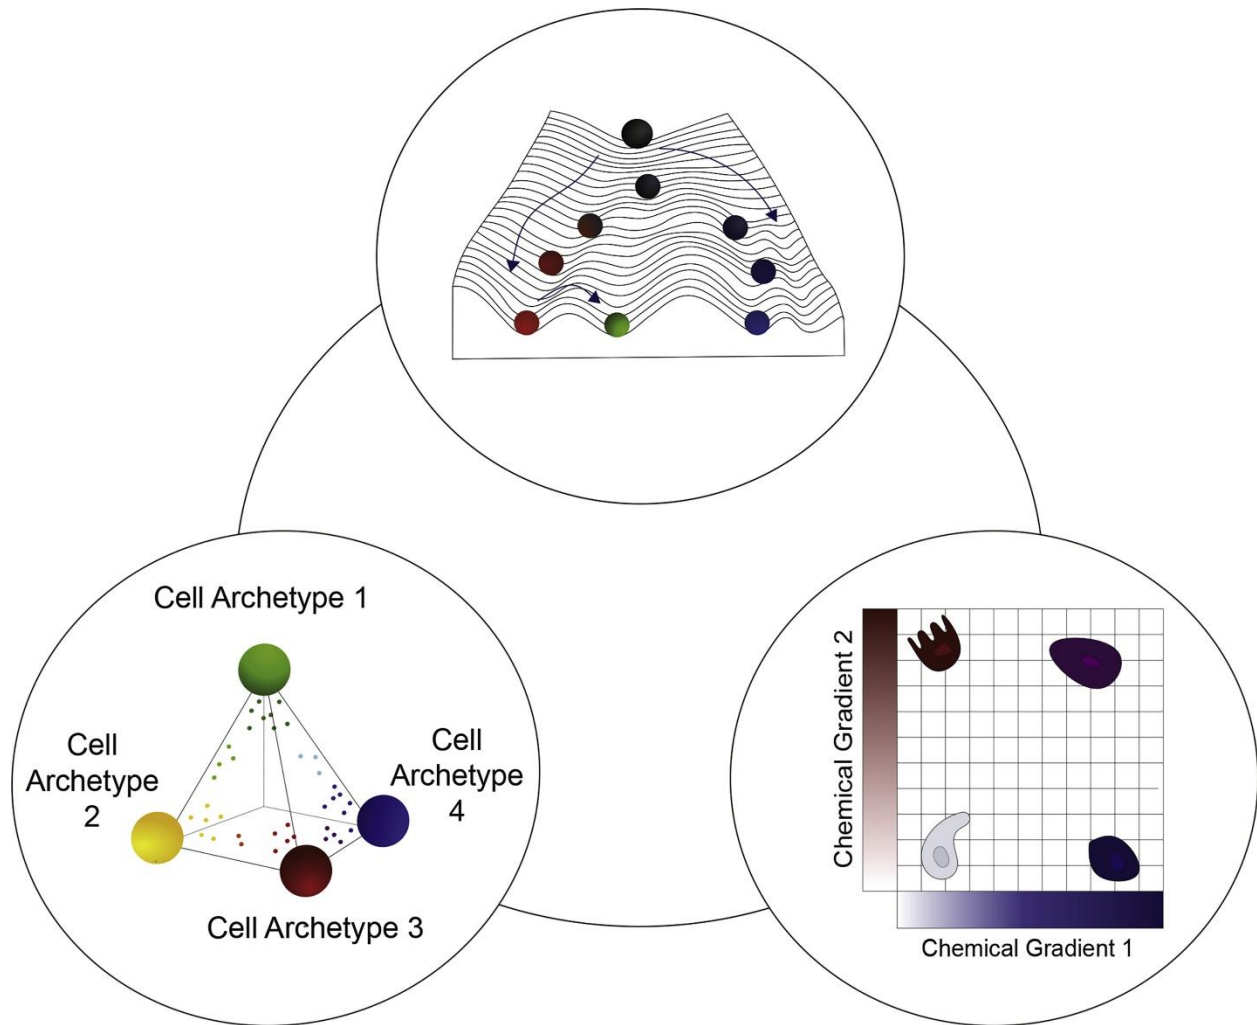 Cell Archetype 1
Cell
Archetype
2
Cell
Archetype
4
Cell Archetype 3
Chemical Gradient 2
Chemical Gradient 1